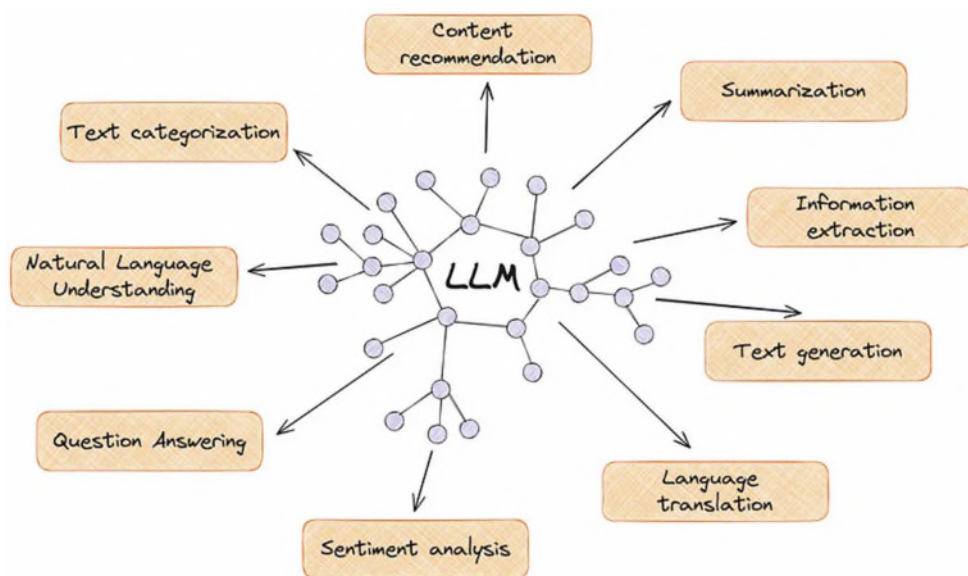 Content
recommendation
Summarization
Text categorization
Information
extraction
Natural Language
Understanding
LLM
Text generation
Question Answering
Language
translation
Sentiment analysis